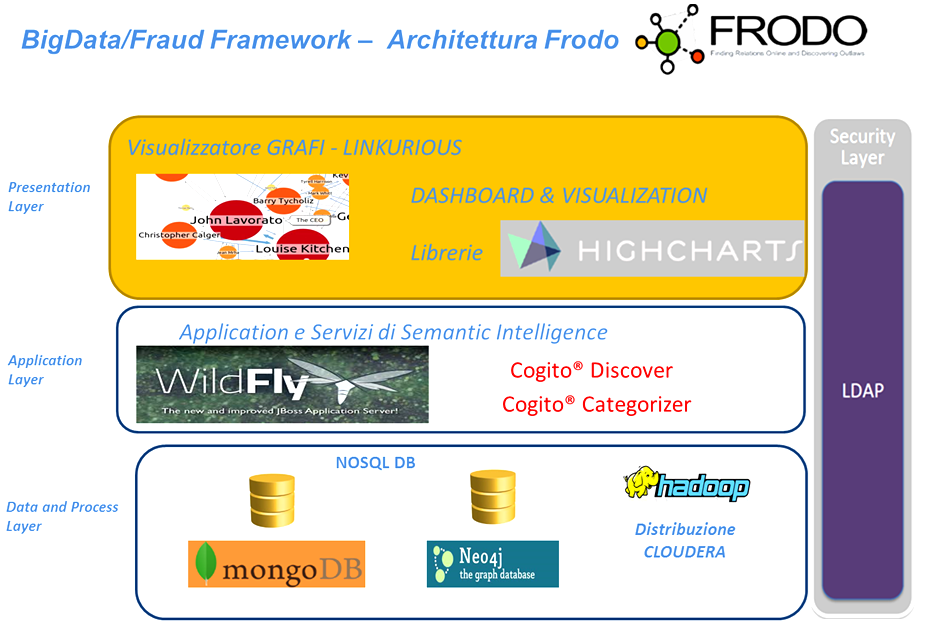 BigData/Fraud Framework – Architettura Frodo
FRODO
Finding Relations Online and Discovering Outlaws
Security
Layer
Presentation
Layer
Visualizzatore GRAFI - LINKURIOUS
Barry Tycholiz
John Lavorato
The CEO
Christopher Calger
Louise Kitchen
DASHBOARD & VISUALIZATION
Librerie
HIGHCHARTS
Application
Layer
Application e Servizi di Semantic Intelligence
WildFly
The new and improved JBoss Application Server!
Cogito® Discover
Cogito® Categorizer
LDAP
Data and Process
Layer
NOSQL DB
mongoDB
Neo4j
the graph database
hadoop
Distribuzione
CLOUDERA